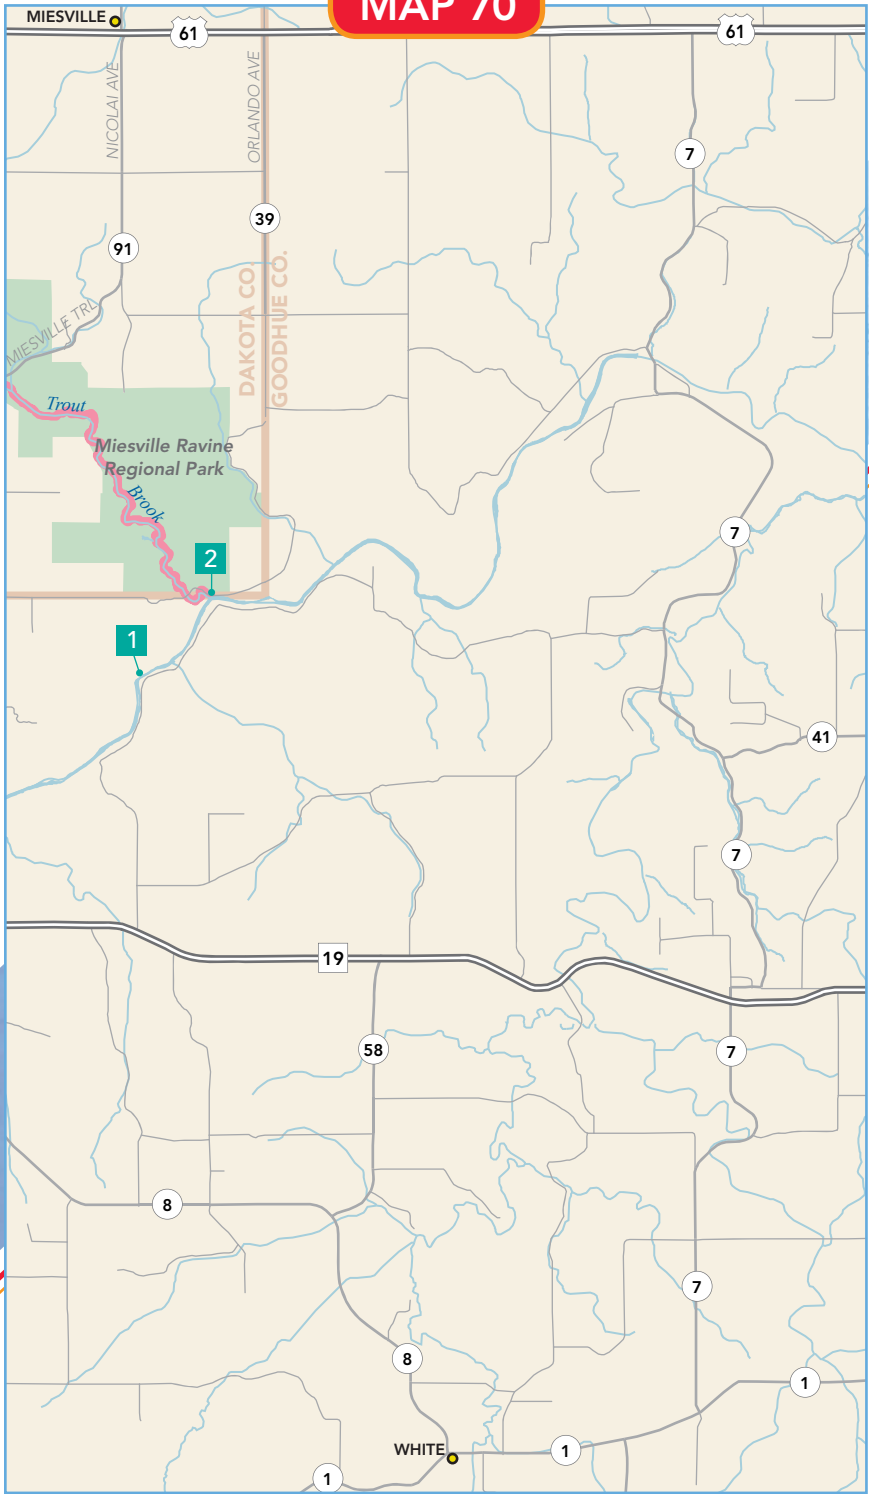 MAP 70
MIESVILLE
61
61
NICOLAI AVE
ORLANDO AVE
7
39
91
DAKOTA CO.
GOODHUE CO.
MIESVILLE TRL
Trout
Miesville Ravine
Regional Park
Brook
7
2
1
41
7
19
58
7
8
7
8
1
WHITE
1
1